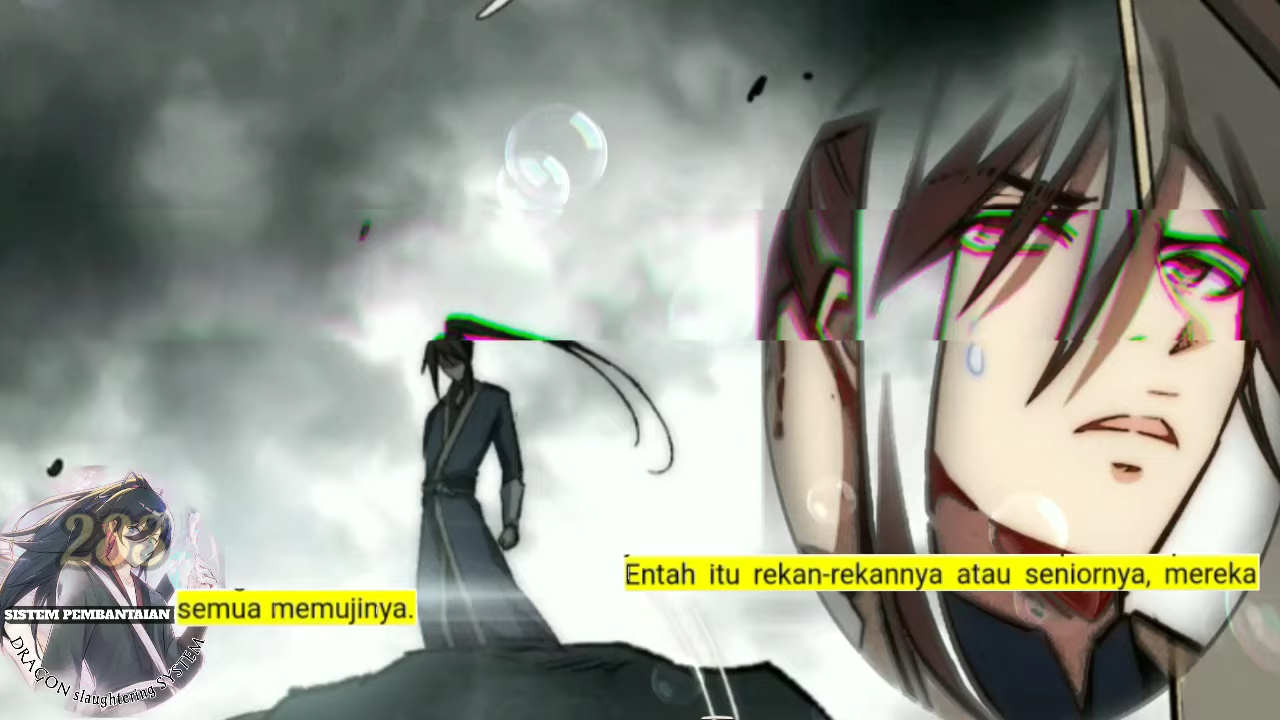 Entah itu rekan-rekannya atau seniornya, mereka
semua memujinya.
SISTEM PEMBANTAIAN
DRAGON slaughtering SYSTEM